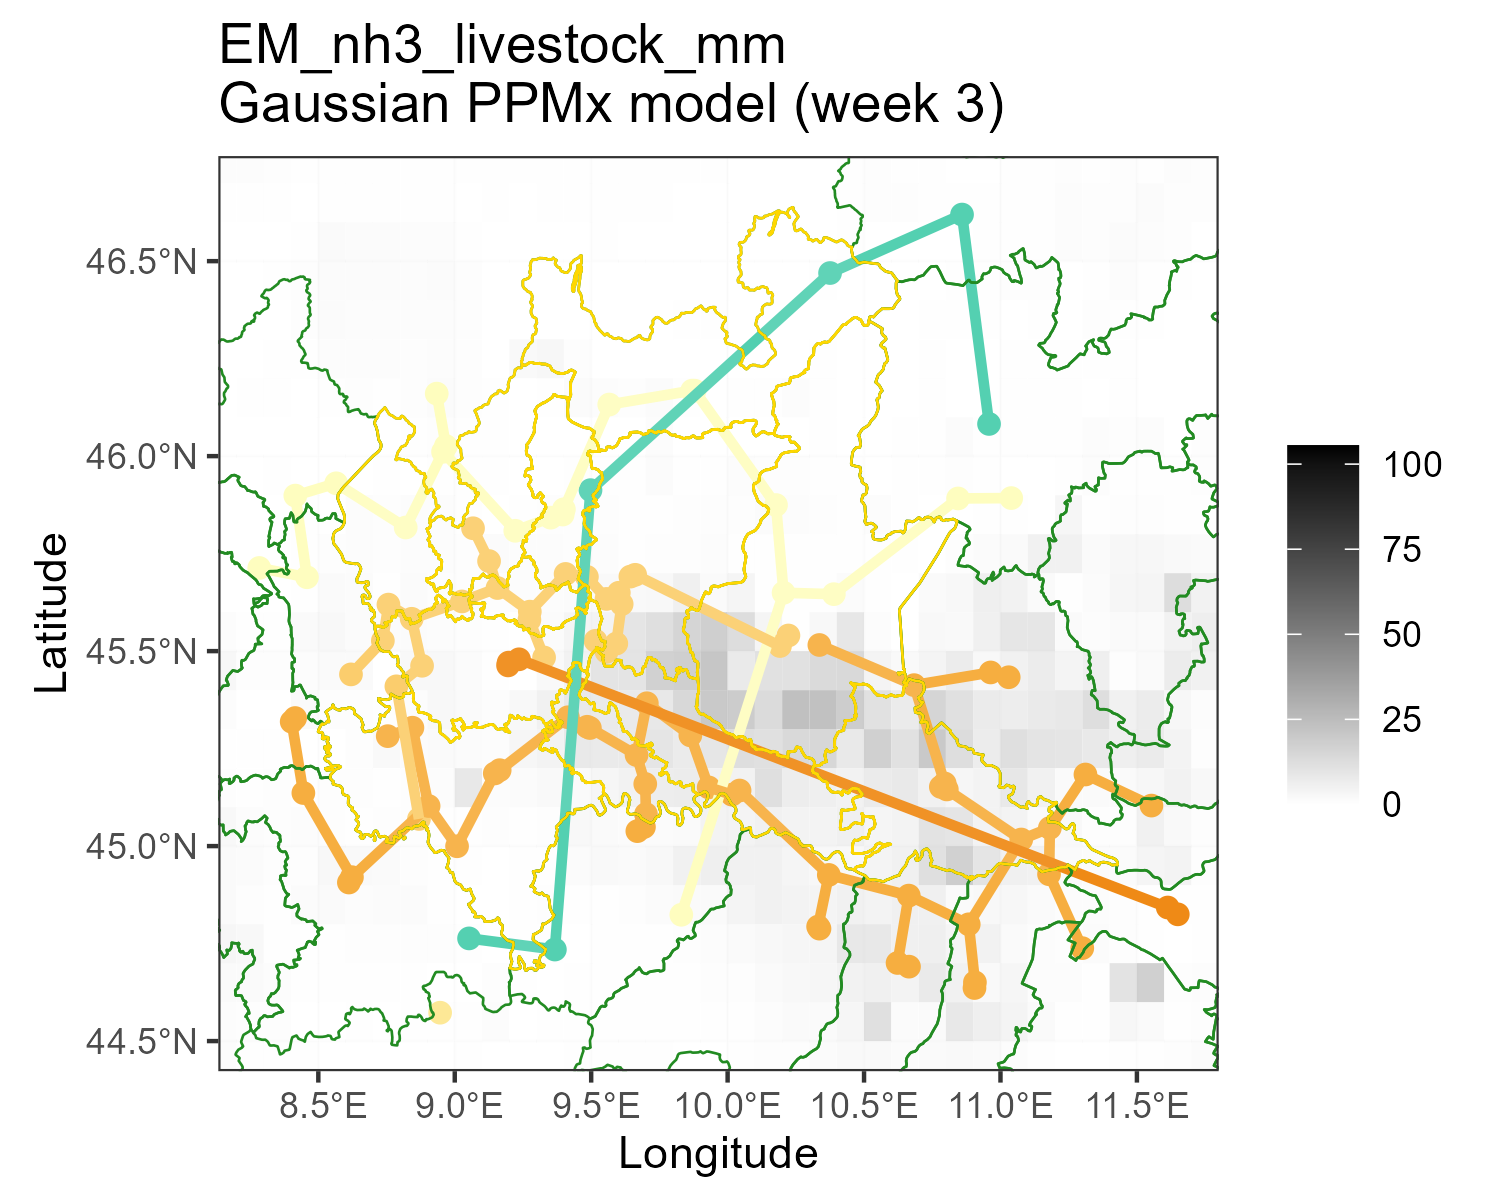 EM_nh3_livestock_mm
Gaussian PPMx model (week 3)
46.5°N
46.0°N
45.5°N
45.0°N
44.5°N
Latitude
8.5°E 9.0°E 9.5°E 10.0°E 10.5°E 11.0°E 11.5°E
Longitude
100
75
50
25
0